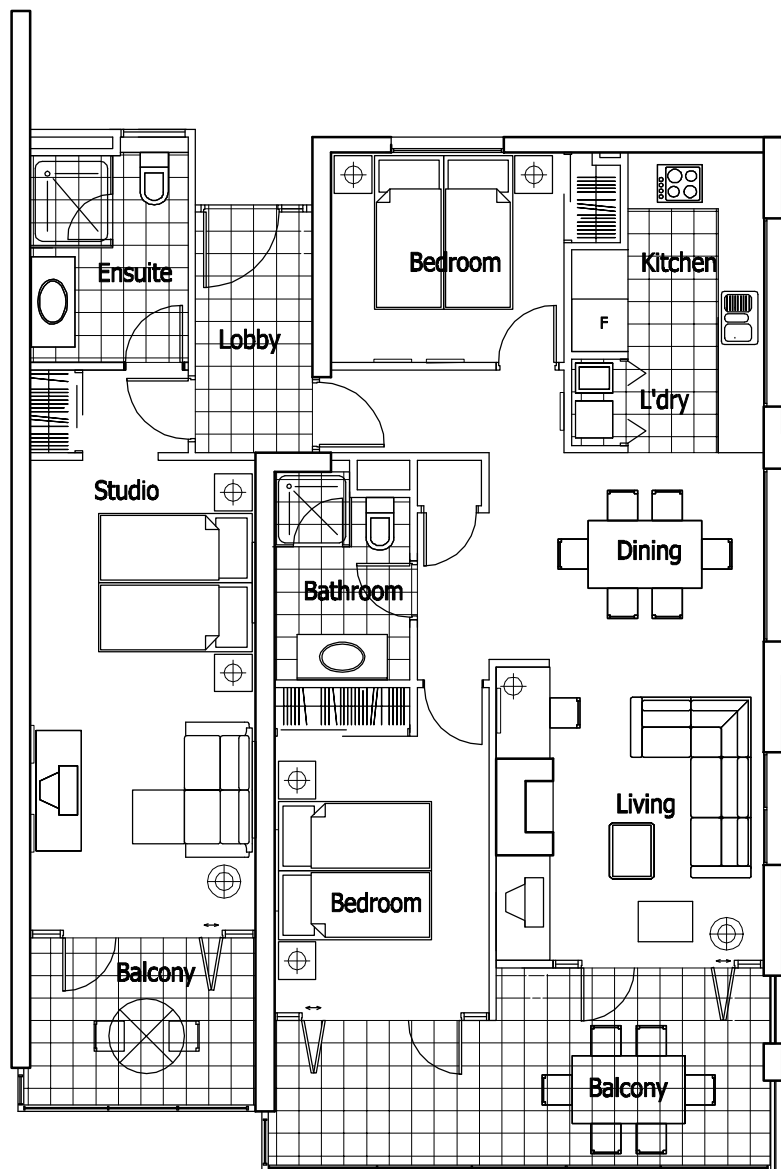 Ensuite
Bedroom
Kitchen
F
Lobby
L'dry
Studio
Dining
Bathroom
Living
Bedroom
Balcony
Balcony